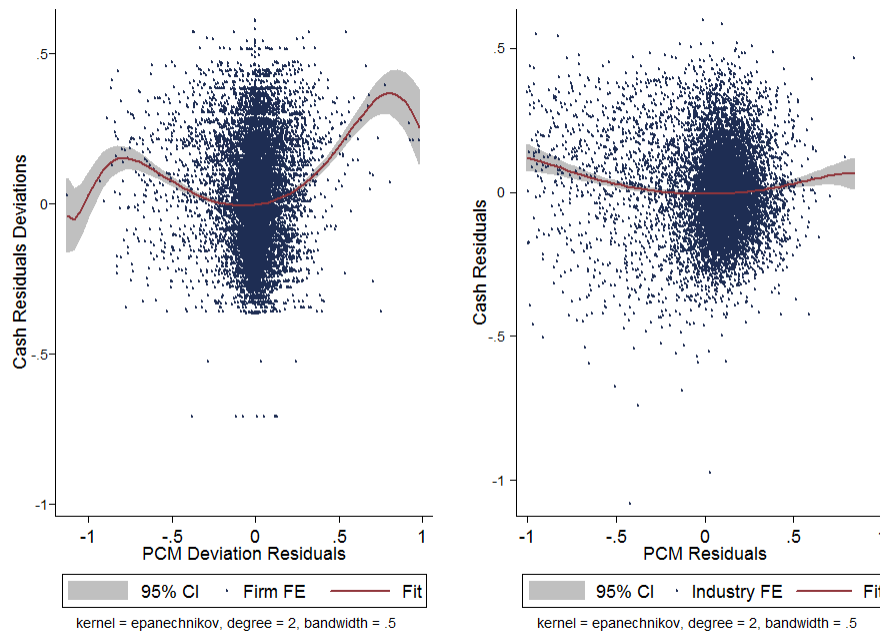 Cash Residuals Deviations
.5
0
-.5
-1
-1
-.5
0
.5
1
PCM Deviation Residuals
95% CI
Firm FE
Fit
kernel = epanechnikov, degree = 2, bandwidth = .5
Cash Residuals
.5
0
-.5
-1
-1
-.5
0
.5
PCM Residuals
95% CI
Industry FE
kernel = epanechnikov, degree = 2, bandwidth = .5